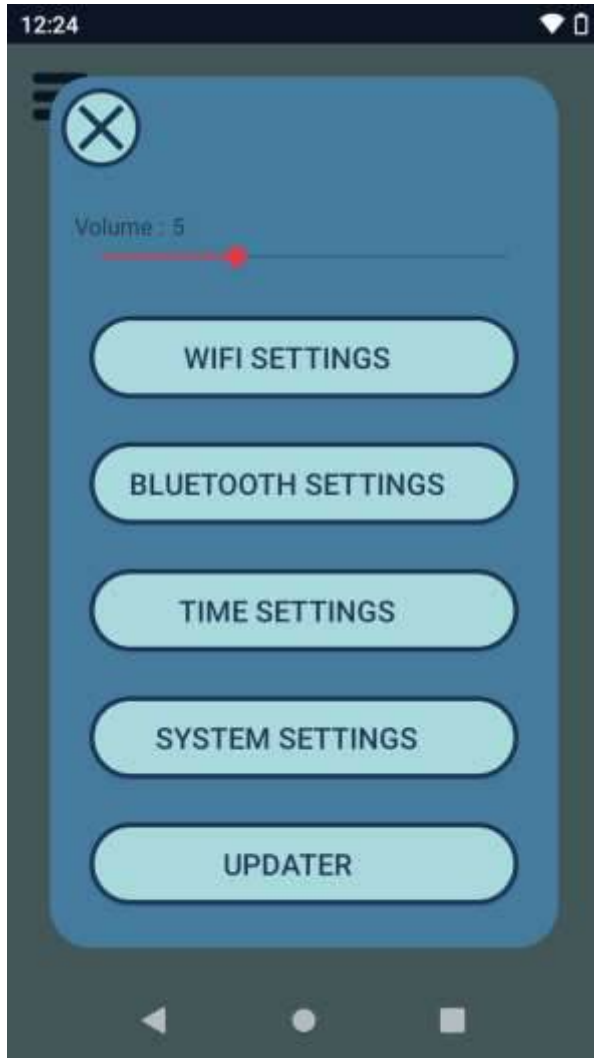 12:24
Volume : 5
WIFI SETTINGS
BLUETOOTH SETTINGS
TIME SETTINGS
SYSTEM SETTINGS
UPDATER